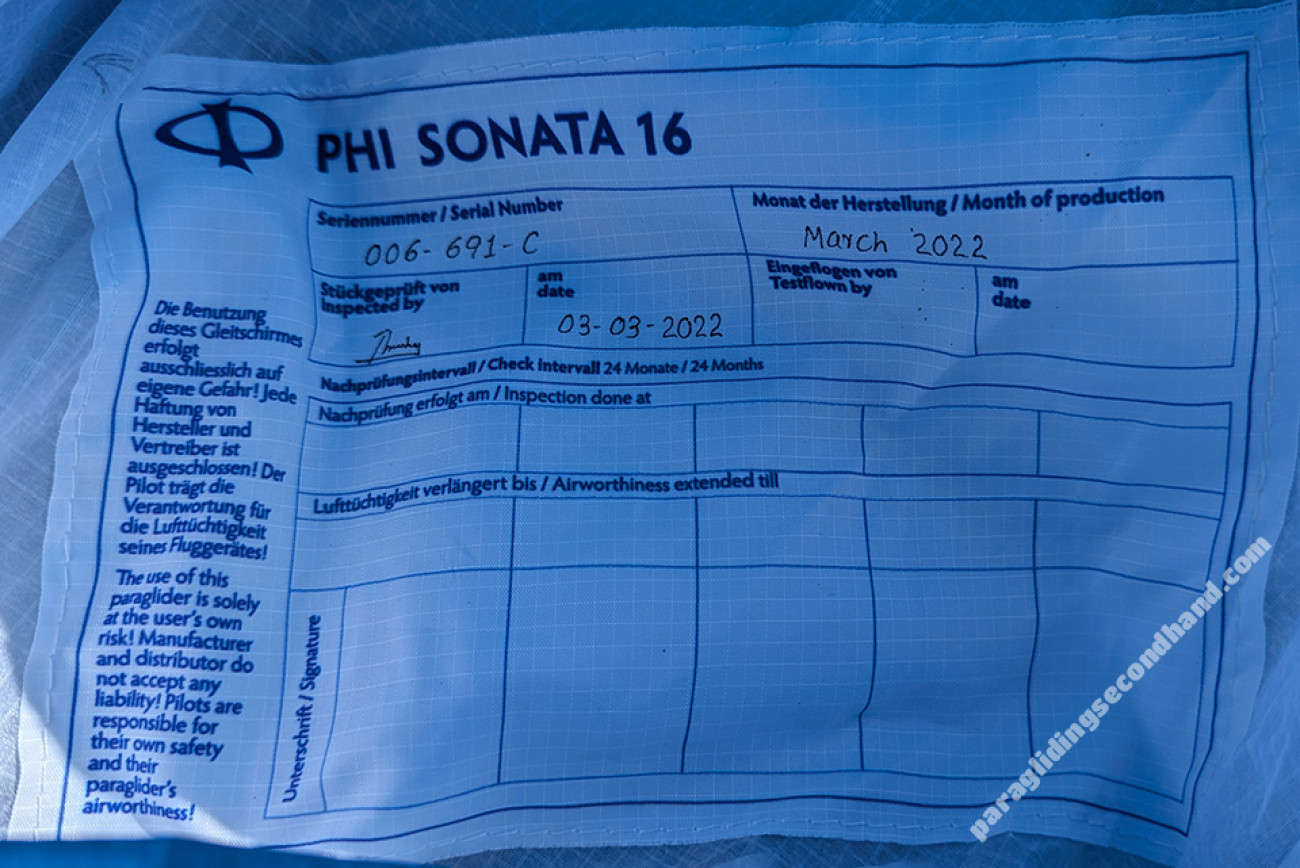 PHI SONATA 16
Seriennummer / Serial Number
006-691-C
Monat der Herstellung / Month of production
March 2022
Stückgeprüft von
Inspected by
am
date
03-03-2022
Eingeflogen von
Testflown by
am
date
Nachprüfungsintervall / Check intervall 24 Monate / 24 Months
Nachprüfung erfolgt am / Inspection done at
Lufttüchtigkeit verlängert bis / Airworthiness extended till
Unterschrift / Signature
Die Benutzung
dieses Gleitschirmes
erfolgt
ausschliesslich auf
eigene Gefahr! Jede
Haftung von
Hersteller und
Vertreiber ist
ausgeschlossen! Der
Pilot trägt die
Verantwortung für
die Lufttüchtigkeit
seines Fluggerätes!
The use of this
paraglider is solely
at the user's own
risk! Manufacturer
and distributor do
not accept any
liability! Pilots are
responsible for
their own safety
and their
paraglider's
airworthiness!
paraglidingsecondhand.com